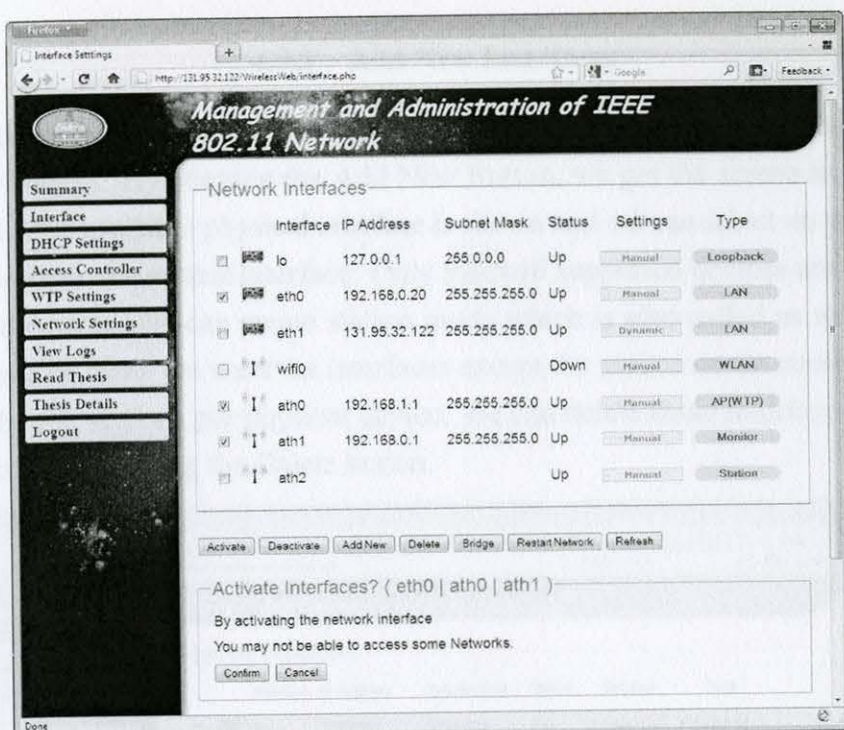 Firefox
Interface Setttings
+
http://131.95.32.122/WirelessWeb/interface.php
Google
Feedback
Management and Administration of IEEE
802.11 Network
Summary
Interface
DHCP Settings
Access Controller
WTP Settings
Network Settings
View Logs
Read Thesis
Thesis Details
Logout
Network Interfaces
Interface IP Address Subnet Mask Status Settings Type
lo 127.0.0.1 255.0.0.0 Up Manual Loopback
eth0 192.168.0.20 255.255.255.0 Up Manual LAN
eth1 131.95.32.122 255.255.255.0 Up Dynamic LAN
wifi0 Down Manual WLAN
ath0 192.168.1.1 255.255.255.0 Up Manual AP(WTP)
ath1 192.168.0.1 255.255.255.0 Up Manual Monitor
ath2 Up Manual Station
Activate Deactivate Add New Delete Bridge Restart Network Refresh
Activate Interfaces? ( eth0 | ath0 | ath1 )
By activating the network interface
You may not be able to access some Networks.
Confirm Cancel
Done